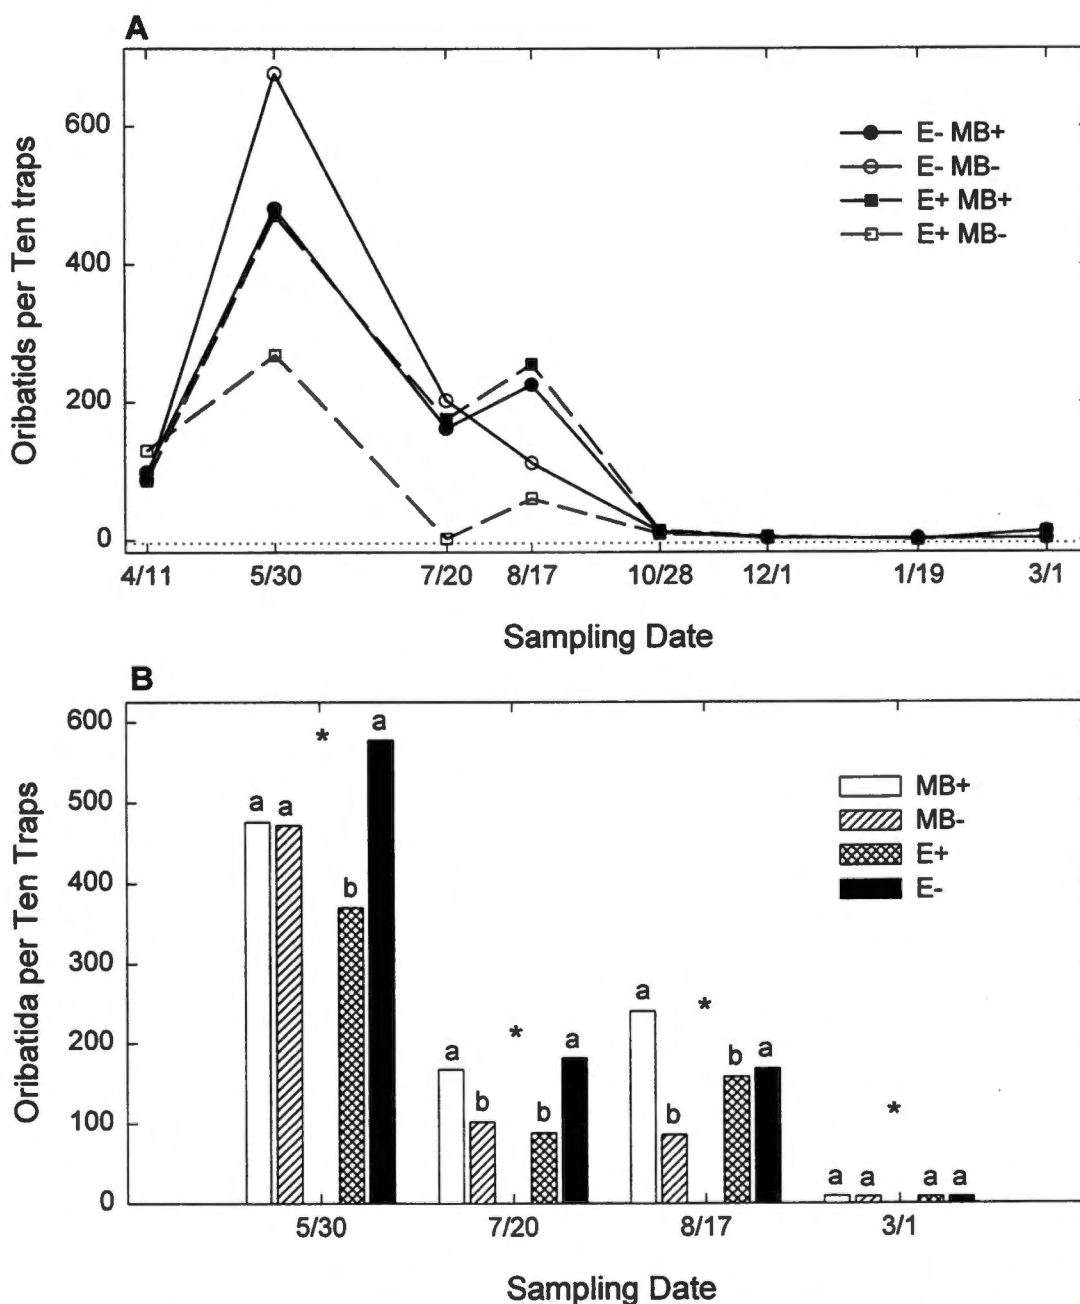 A
Oribatids per Ten traps
600
400
200
0
E- MB+
E- MB-
E+ MB+
E+ MB-
4/11 5/30 7/20 8/17 10/28 12/1 1/19 3/1
Sampling Date
B
Oribatida per Ten Traps
600
500
400
300
200
100
0
MB+
MB-
E+
E-
a a * b a
a b * b a
a b * b a
a a * a a
5/30 7/20 8/17 3/1
Sampling Date